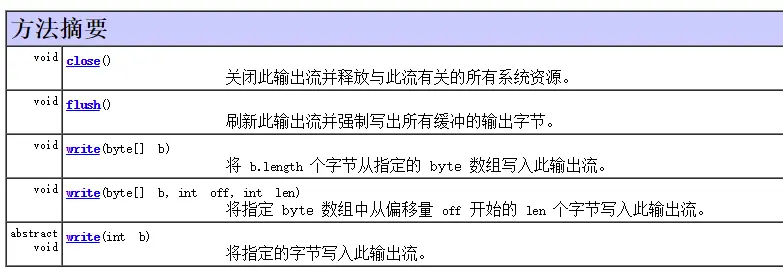 方法摘要
void close()
关闭此输出流并释放与此流有关的所有系统资源。
void flush()
刷新此输出流并强制写出所有缓冲的输出字节。
void write(byte[] b)
将 b.length 个字节从指定的 byte 数组写入此输出流。
void write(byte[] b, int off, int len)
将指定 byte 数组中从偏移量 off 开始的 len 个字节写入此输出流。
abstract
void write(int b)
将指定的字节写入此输出流。